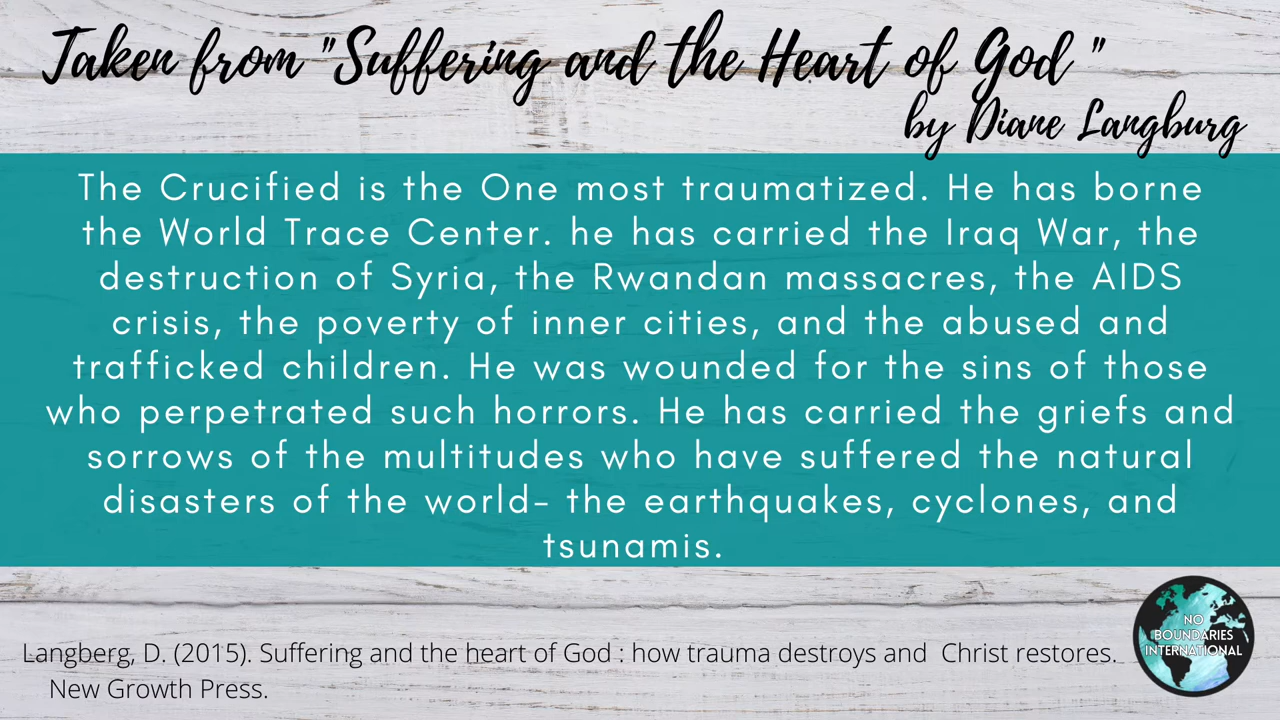 Taken from "Suffering and the Heart of God "
by Diane Langburg
The Crucified is the One most traumatized. He has borne
the World Trace Center. he has carried the Iraq War, the
destruction of Syria, the Rwandan massacres, the AIDS
crisis, the poverty of inner cities, and the abused and
trafficked children. He was wounded for the sins of those
who perpetrated such horrors. He has carried the griefs and
sorrows of the multitudes who have suffered the natural
disasters of the world- the earthquakes, cyclones, and
tsunamis.
NO
BOUNDARIES
INTERNATIONAL
Langberg, D. (2015). Suffering and the heart of God : how trauma destroys and  Christ restores.
New Growth Press.